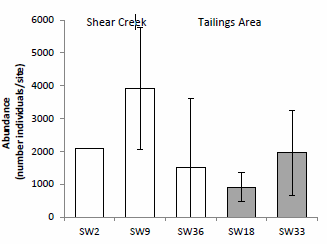 Shear Creek Tailings Area
Abundance
(number individuals/site)
6000
5000
4000
3000
2000
1000
0
SW2 SW9 SW36 SW18 SW33